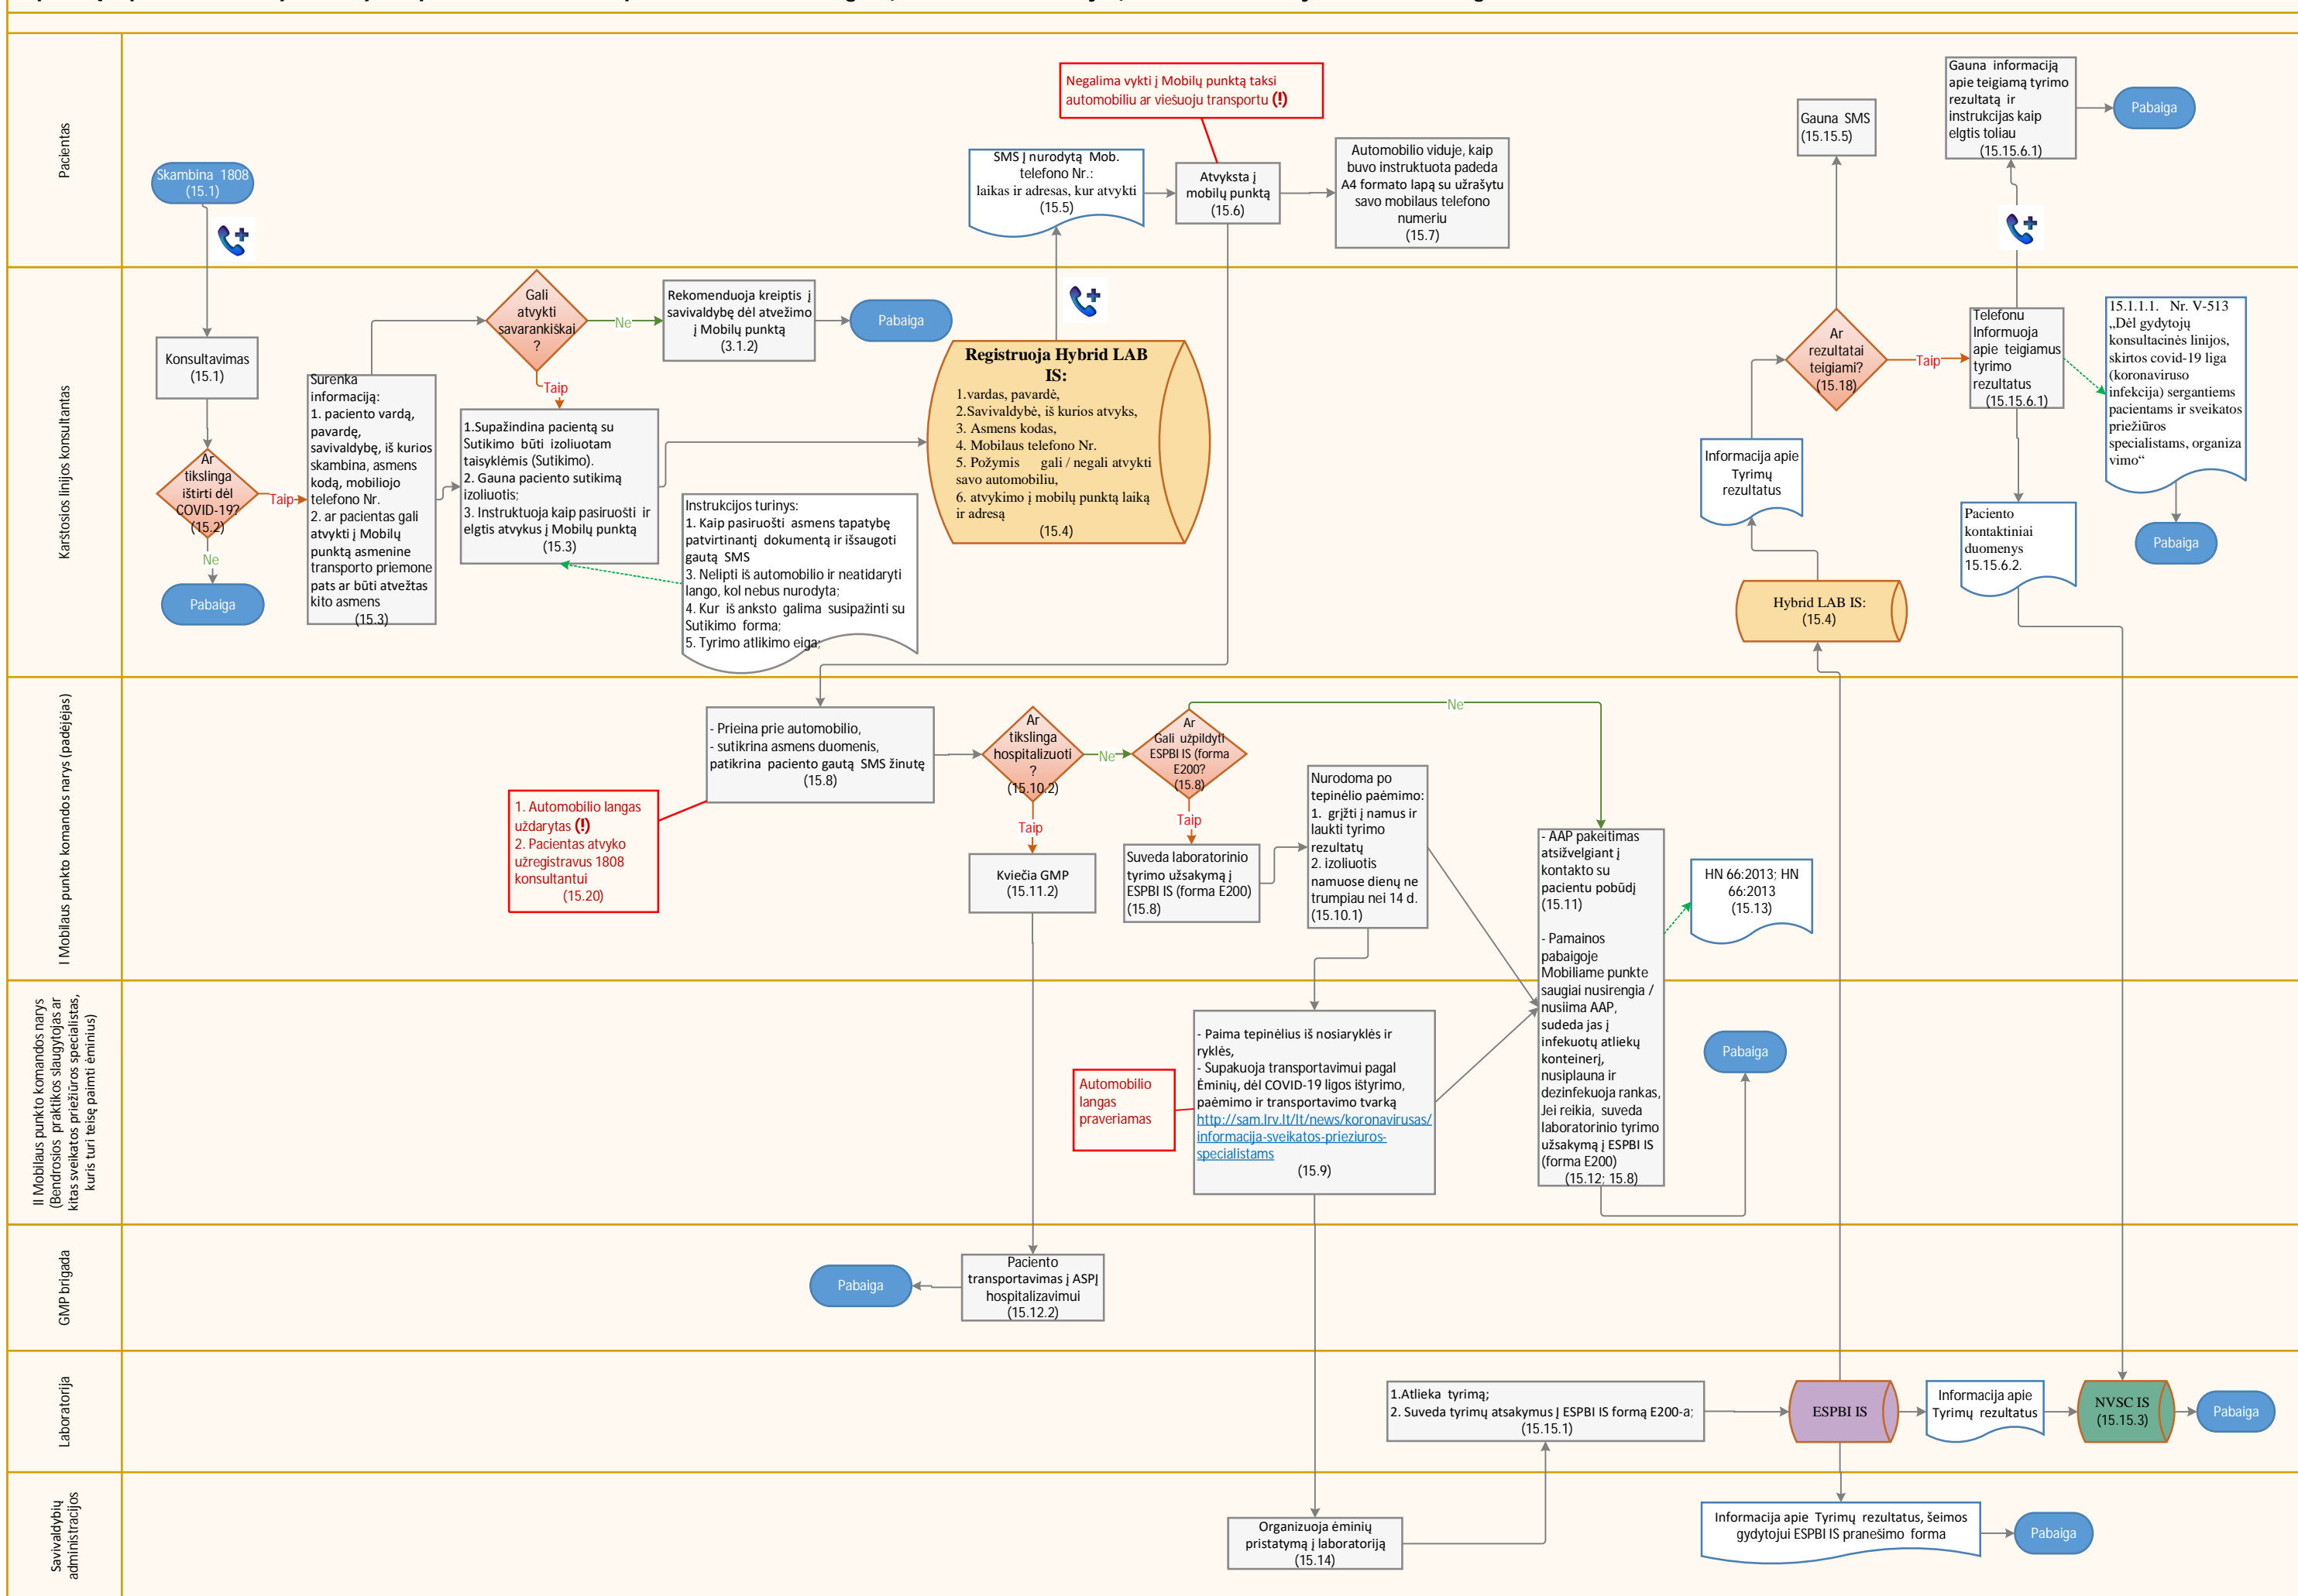 Pacientas
Skambina 1808
(15.1)
SMS Į nurodytą Mob.
telefono Nr.:
laikas ir adresas, kur atvykti
(15.5)
Negalima vykti į Mobilų punktą taksi
automobiliu ar viešuoju transportu (!)
Atvyksta į
mobilų punktą
(15.6)
Automobilio viduje, kaip
buvo instruktuota padeda
A4 formato lapą su užrašytu
savo mobilaus telefono
numeriu
(15.7)
Gauna SMS
(15.15.5)
Gauna informaciją
apie teigiamą tyrimo
rezultatą ir
instrukcijas kaip
elgtis toliau
(15.15.6.1)
Pabaiga
Karštosios linijos konsultantas
Konsultavimas
(15.1)
Ar
tikslinga
ištirti dėl
COVID-19?
(15.2)
Taip
Ne
Pabaiga
Surenka
informaciją:
1. paciento vardą,
pavardę,
savivaldybę, iš kurios
skambina, asmens
kodą, mobiliojo
telefono Nr.
2. ar pacientas gali
atvykti į Mobilų
punktą asmenine
transporto priemone
pats ar būti atvežtas
kito asmens
(15.3)
Gali
atvykti
savarankiškai
?
Ne
Taip
Rekomenduoja kreiptis į
savivaldybę dėl atvežimo
į Mobilų punktą
(3.1.2)
Pabaiga
1.Supažindina pacientą su
Sutikimo būti izoliuotam
taisyklėmis (Sutikimo).
2. Gauna paciento sutikimą
izoliuotis;
3. Instruktuoja kaip pasiruošti ir
elgtis atvykus į Mobilų punktą
(15.3)
Instrukcijos turinys:
1. Kaip pasiruošti asmens tapatybę
patvirtinantį dokumentą ir išsaugoti
gautą SMS
3. Nelipti iš automobilio ir neatidaryti
lango, kol nebus nurodyta;
4. Kur iš anksto galima susipažinti su
Sutikimo forma;
5. Tyrimo atlikimo eiga;
Registruoja Hybrid LAB
IS:
1.vardas, pavardė,
2.Savivaldybė, iš kurios atvyks,
3. Asmens kodas,
4. Mobilaus telefono Nr.
5. Požymis gali / negali atvykti
savo automobiliu,
6. atvykimo į mobilų punktą laiką
ir adresą
(15.4)
Informacija apie
Tyrimų
rezultatus
Hybrid LAB IS:
(15.4)
Ar
rezultatai
teigiami?
(15.18)
Taip
Telefonu
Informuoja
apie teigiamus
tyrimo
rezultatus
(15.15.6.1)
15.1.1.1. Nr. V-513
„Dėl gydytojų
konsultacinės linijos,
skirtos covid-19 liga
(koronaviruso
infekcija) sergantiems
pacientams ir sveikatos
priežiūros
specialistams, organiza
vimo“
Pabaiga
Paciento
kontaktiniai
duomenys
15.15.6.2.
I Mobilaus punkto komandos narys (padėjėjas)
- Prieina prie automobilio,
- sutikrina asmens duomenis,
patikrina paciento gautą SMS žinutę
(15.8)
1. Automobilio langas
uždarytas (!)
2. Pacientas atvyko
užregistravus 1808
konsultantui
(15.20)
Ar
tikslinga
hospitalizuoti
?
(15.10.2)
Ne
Taip
Kviečia GMP
(15.11.2)
Ar
Gali užpildyti
ESPBI IS (forma
E200?
(15.8)
Ne
Taip
Suveda laboratorinio
tyrimo užsakymą į
ESPBI IS (forma E200)
(15.8)
Nurodoma po
tepinėlio paėmimo:
1. grįžti į namus ir
laukti tyrimo
rezultatų
2. izoliuotis
namuose dienų ne
trumpiau nei 14 d.
(15.10.1)
- AAP pakeitimas
atsižvelgiant į
kontakto su
pacientu pobūdį
(15.11)
- Pamainos
pabaigoje
Mobiliame punkte
saugiai nusirengia /
nusiima AAP,
sudeda jas į
infekuotų atliekų
konteinerį,
nusiplauna ir
dezinfekuoja rankas,
Jei reikia, suveda
laboratorinio tyrimo
užsakymą į ESPBI IS
(forma E200)
(15.12; 15.8)
HN 66:2013; HN
66:2013
(15.13)
II Mobilaus punkto komandos narys
(Bendrosios praktikos slaugytojas ar
kitas sveikatos priežiūros specialistas,
kuris turi teisę paimti ėminius)
Automobilio
langas
praveriamas
- Paima tepinėlius iš nosiaryklės ir
ryklės,
- Supakuoja transportavimui pagal
Ėminių, dėl COVID-19 ligos ištyrimo,
paėmimo ir transportavimo tvarką
http://sam.lrv.lt/lt/news/koronavirusas/
informacija-sveikatos-prieziuros-
specialistams
(15.9)
Pabaiga
GMP brigada
Pabaiga
Paciento
transportavimas į ASPĮ
hospitalizavimui
(15.12.2)
Laboratorija
1.Atlieka tyrimą;
2. Suveda tyrimų atsakymus Į ESPBI IS formą E200-a;
(15.15.1)
ESPBI IS
Informacija apie
Tyrimų rezultatus
NVSC IS
(15.15.3)
Pabaiga
Savivaldybių
administracijos
Organizuoja ėminių
pristatymą į laboratoriją
(15.14)
Informacija apie Tyrimų rezultatus, šeimos
gydytojui ESPBI IS pranešimo forma
Pabaiga